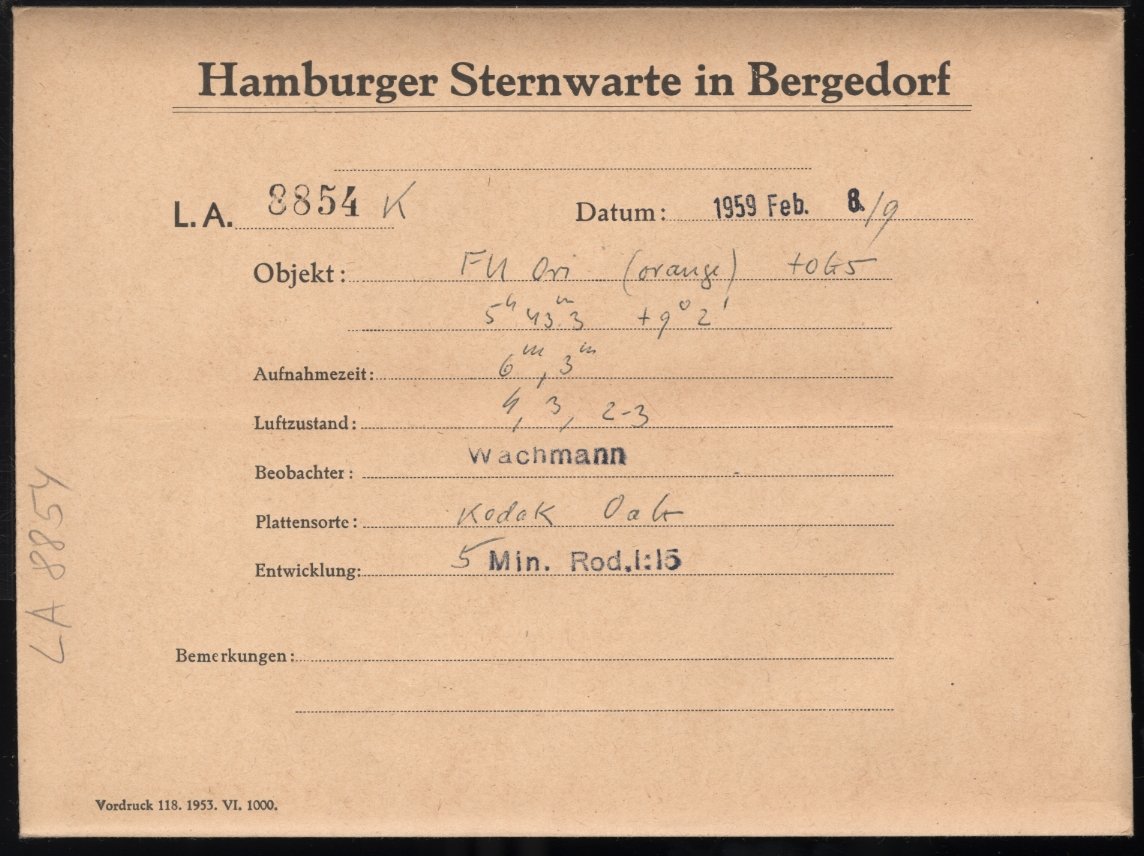 Hamburger Sternwarte in Bergedorf
L. A. 8854 K
Datum: 1959 Feb. 8./9
Objekt: FU Ori (orange) +OG5
5ʰ 43ᵐ.3 +9° 2'
Aufnahmezeit: 6ᵐ, 3ᵐ
Luftzustand: 4, 3, 2-3
Beobachter: Wachmann
Plattensorte: Kodak OaG
Entwicklung: 5 Min. Rod. 1:15
Bemerkungen:
Vordruck 118. 1953. VI. 1000.
LA 8854